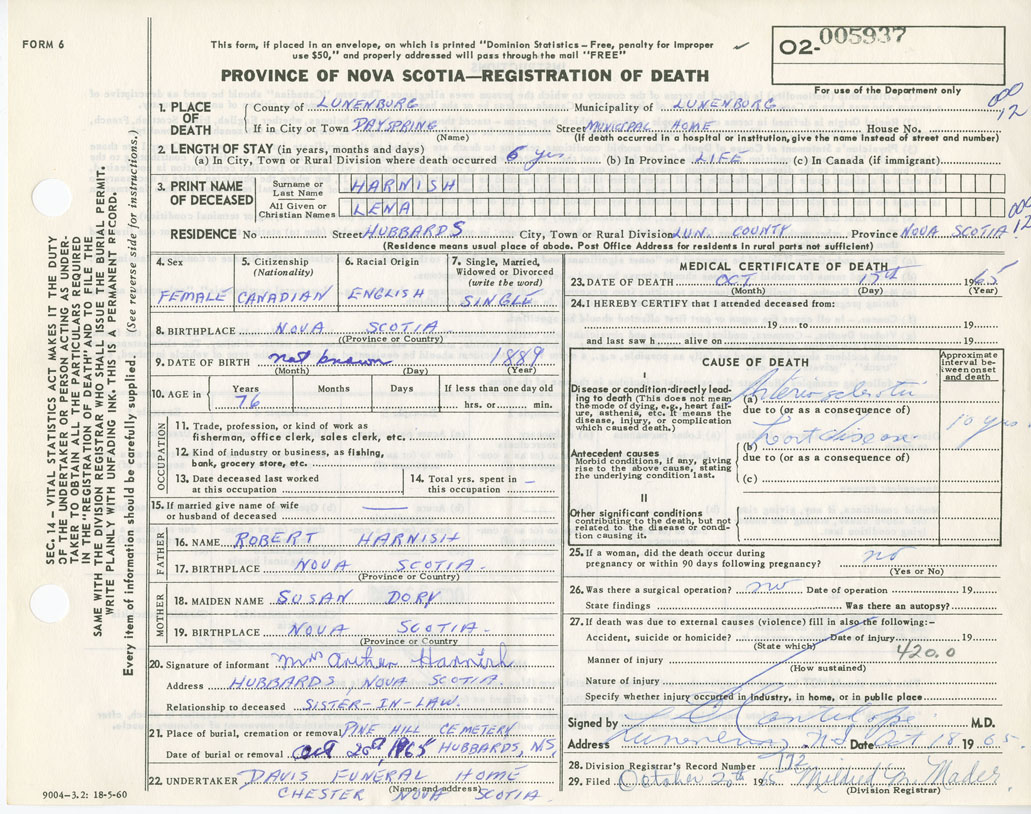 FORM 6
This form, if placed in an envelope, on which is printed "Dominion Statistics – Free, penalty for improper
use $50," and properly addressed will pass through the mail "FREE"
02-005937
For use of the Department only
PROVINCE OF NOVA SCOTIA—REGISTRATION OF DEATH
1. PLACE OF DEATH County of LUNENBURG Municipality of LUNENBURG
If in City or Town DAYSPRING (Name) Street MUNICIPAL HOME House No.
(If death occurred in a hospital or institution, give the name instead of street and number)
12
2. LENGTH OF STAY (in years, months and days)
(a) In City, Town or Rural Division where death occurred 6 yrs. (b) In Province LIFE (c) In Canada (if immigrant)
3. PRINT NAME OF DECEASED Surname or Last Name HARNISH
All Given or Christian Names LENA
RESIDENCE No Street HUBBARDS City, Town or Rural Division LUN. COUNTY Province NOVA SCOTIA
12
(Residence means usual place of abode. Post Office Address for residents in rural parts not sufficient)
4. Sex FEMALE
5. Citizenship (Nationality) CANADIAN
6. Racial Origin ENGLISH
7. Single, Married, Widowed or Divorced (write the word) SINGLE
8. BIRTHPLACE NOVA SCOTIA
(Province or Country)
9. DATE OF BIRTH not known 1889
(Month) (Day) (Year)
10. AGE in Years 76 Months Days If less than one day old
hrs. or min.
OCCUPATION
11. Trade, profession, or kind of work as
fisherman, office clerk, sales clerk, etc.
12. Kind of industry or business, as fishing,
bank, grocery store, etc.
13. Date deceased last worked at this occupation
14. Total yrs. spent in this occupation —
15. If married give name of wife
or husband of deceased ——
FATHER
16. NAME ROBERT HARNISH
17. BIRTHPLACE NOVA SCOTIA.
(Province or Country)
MOTHER
18. MAIDEN NAME SUSAN DORY
19. BIRTHPLACE NOVA SCOTIA.
(Province or Country)
20. Signature of informant Mrs Harnish
Address HUBBARDS, NOVA SCOTIA.
Relationship to deceased SISTER-IN-LAW.
21. Place of burial, cremation or removal PINE HILL CEMETERY
Date of burial or removal Oct 20th, 1965 HUBBARDS, N.S.
22. UNDERTAKER DAVIS FUNERAL HOME
(Name and address)
CHESTER NOVA SCOTIA.
9004-3.2: 18-5-60
MEDICAL CERTIFICATE OF DEATH
23. DATE OF DEATH OCT 17th 1965
(Month) (Day) (Year)
24. I HEREBY CERTIFY that I attended deceased from:
19 to 19
and last saw h alive on 19
CAUSE OF DEATH
Approximate interval between onset and death
I
Disease or condition directly leading to death (This does not mean the mode of dying, e.g., heart failure, asthenia, etc. It means the disease, injury, or complication which caused death.)
(a)
due to (or as a consequence of)
10 yrs
Antecedent causes
Morbid conditions, if any, giving rise to the above cause, stating the underlying condition last.
(b)
due to (or as a consequence of)
(c)
II
Other significant conditions
contributing to the death, but not related to the disease or condition causing it.
25. If a woman, did the death occur during
pregnancy or within 90 days following pregnancy? no
(Yes or No)
26. Was there a surgical operation? no Date of operation 19
State findings Was there an autopsy?
27. If death was due to external causes (violence) fill in also the following:–
Accident, suicide or homicide? Date of injury 19
(State which)
420.0
Manner of injury
(How sustained)
Nature of injury
Specify whether injury occurred in Industry, in home, or in public place
Signed by M.D.
Address Lunenburg N.S. Date Oct 18 1965.
28. Division Registrar's Record Number 792
29. Filed October 20th 1965 Mildred M. Mader
(Division Registrar)
SEC. 14 – VITAL STATISTICS ACT MAKES IT THE DUTY
OF THE UNDERTAKER OR PERSON ACTING AS UNDER-
TAKER TO OBTAIN ALL THE PARTICULARS REQUIRED
IN THE "REGISTRATION OF DEATH" AND TO FILE THE
SAME WITH THE DIVISION REGISTRAR WHO SHALL ISSUE THE BURIAL PERMIT.
WRITE PLAINLY WITH UNFADING INK. THIS IS A PERMANENT RECORD.
Every item of information should be carefully supplied. (See reverse side for instructions.)